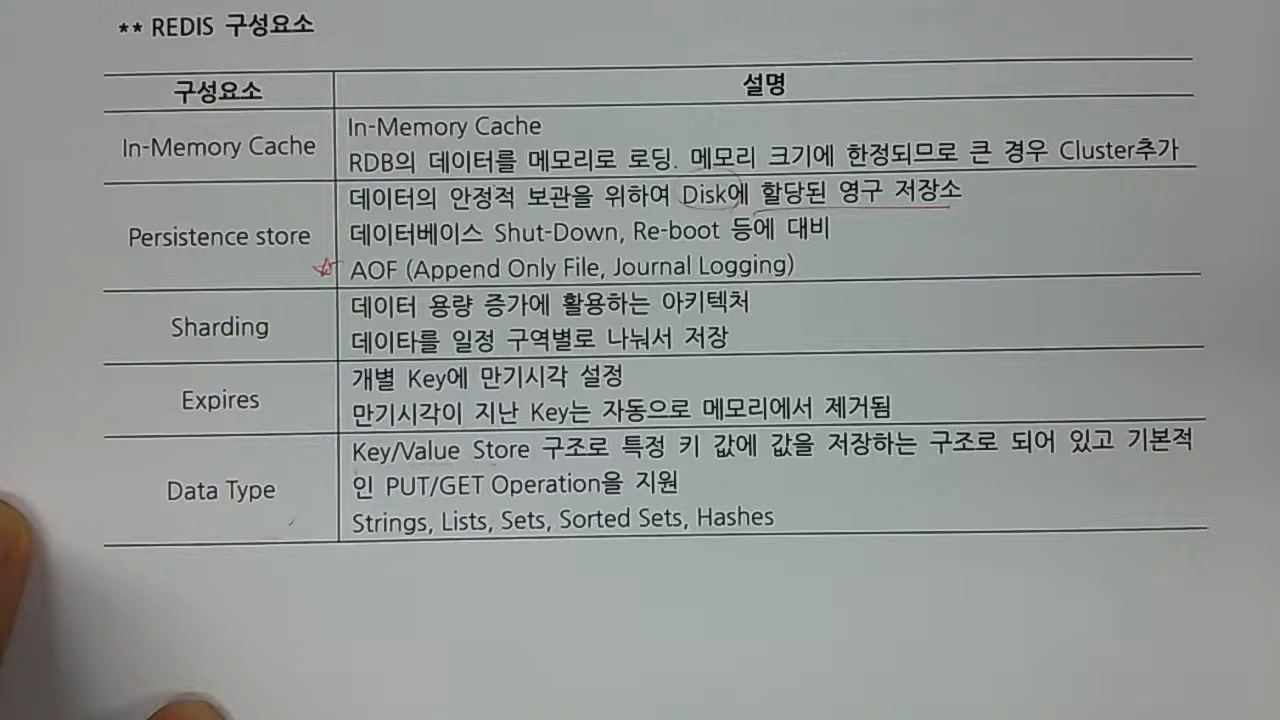 ** REDIS 구성요소
구성요소 설명
In-Memory Cache
In-Memory Cache
RDB의 데이터를 메모리로 로딩. 메모리 크기에 한정되므로 큰 경우 Cluster추가
Persistence store
데이터의 안정적 보관을 위하여 Disk에 할당된 영구 저장소
데이터베이스 Shut-Down, Re-boot 등에 대비
AOF (Append Only File, Journal Logging)
Sharding
데이터 용량 증가에 활용하는 아키텍처
데이타를 일정 구역별로 나눠서 저장
Expires
개별 Key에 만기시각 설정
만기시각이 지난 Key는 자동으로 메모리에서 제거됨
Data Type
Key/Value Store 구조로 특정 키 값에 값을 저장하는 구조로 되어 있고 기본적
인 PUT/GET Operation을 지원
Strings, Lists, Sets, Sorted Sets, Hashes